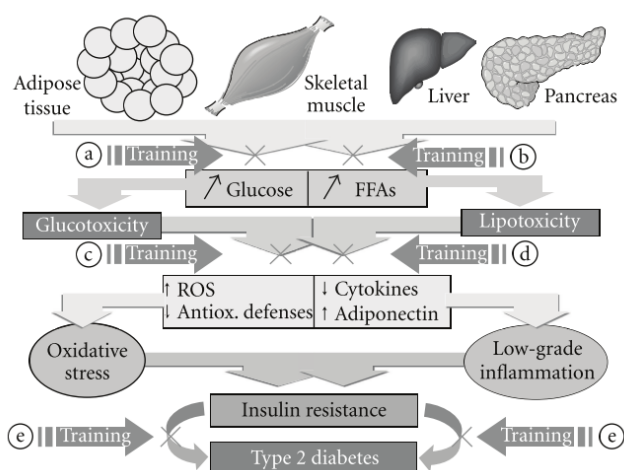 Adipose
tissue
Skeletal
muscle
Liver
Pancreas
a
Training
Training
b
↗ Glucose
↗ FFAs
Glucotoxicity
Lipotoxicity
c
Training
Training
d
↑ ROS
↓ Antiox. defenses
↓ Cytokines
↑ Adiponectin
Oxidative
stress
Low-grade
inflammation
Insulin resistance
e
Training
Training
e
Type 2 diabetes